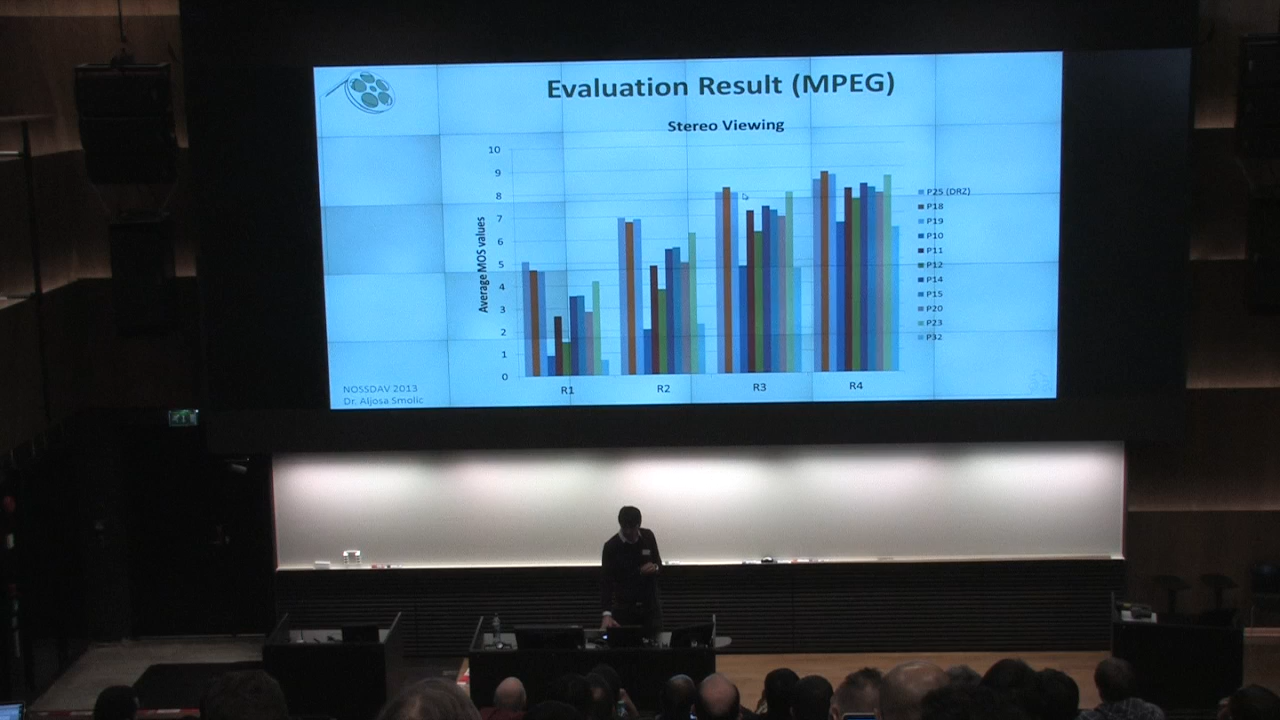 Evaluation Result (MPEG)
Stereo Viewing
Average MOS values
10
9
8
7
6
5
4
3
2
1
0
R1
R2
R3
R4
P25 (DRZ)
P18
P19
P10
P11
P12
P14
P15
P20
P23
P32
NOSSDAV 2013
Dr. Aljosa Smolic